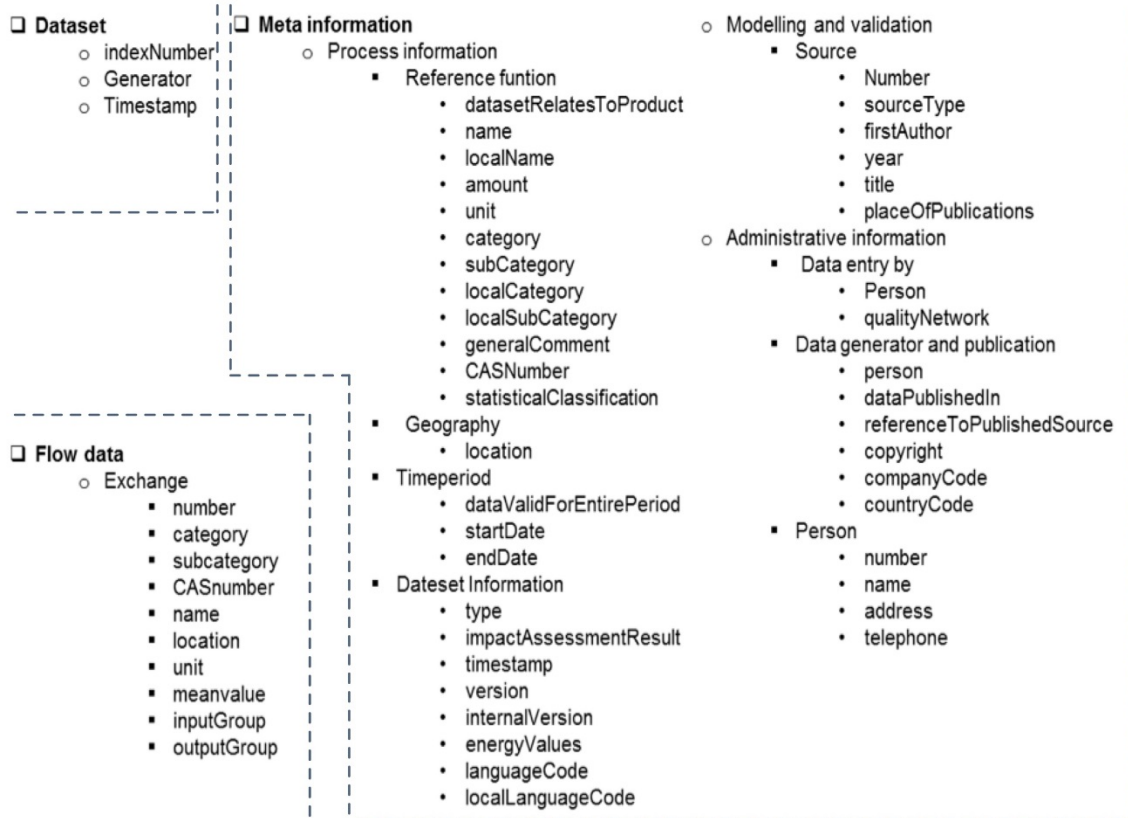 Dataset
indexNumber
Generator
Timestamp
Flow data
Exchange
number
category
subcategory
CASnumber
name
location
unit
meanvalue
inputGroup
outputGroup
Meta information
Process information
Reference funtion
datasetRelatesToProduct
name
localName
amount
unit
category
subCategory
localCategory
localSubCategory
generalComment
CASNumber
statisticalClassification
Geography
location
Timeperiod
dataValidForEntirePeriod
startDate
endDate
Dateset Information
type
impactAssessmentResult
timestamp
version
internalVersion
energyValues
languageCode
localLanguageCode
Modelling and validation
Source
Number
sourceType
firstAuthor
year
title
placeOfPublications
Administrative information
Data entry by
Person
qualityNetwork
Data generator and publication
person
dataPublishedIn
referenceToPublishedSource
copyright
companyCode
countryCode
Person
number
name
address
telephone